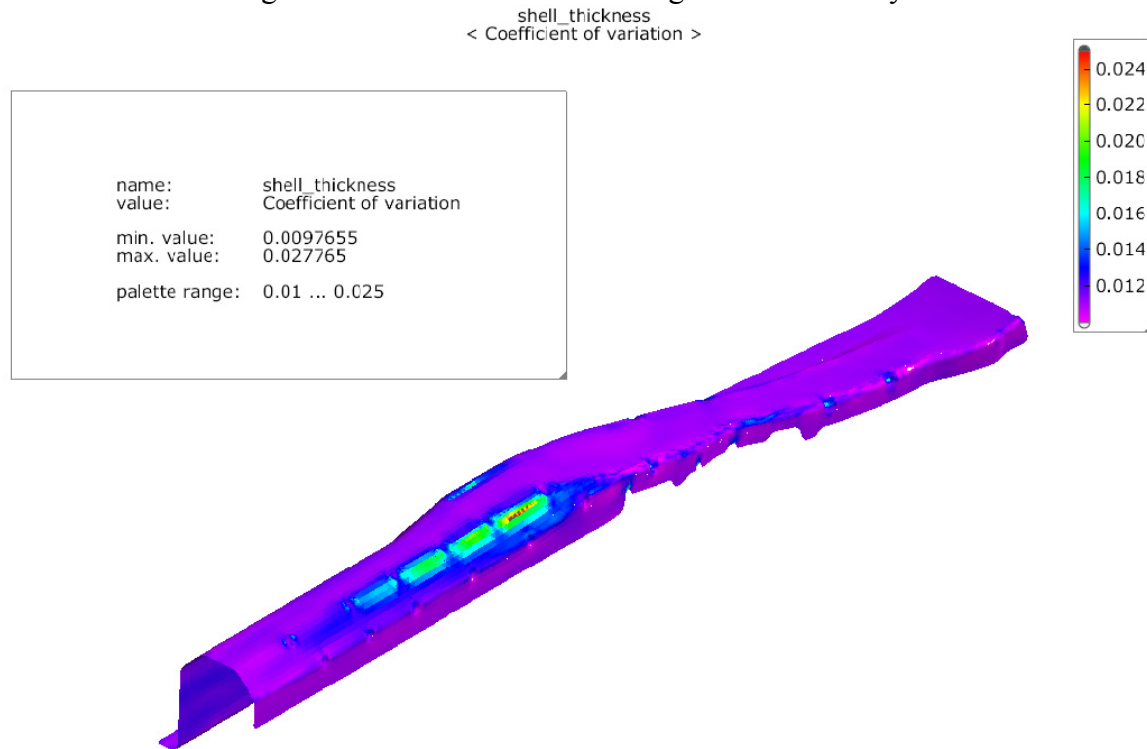 shell_thickness
< Coefficient of variation >
name: shell_thickness
value: Coefficient of variation
min. value: 0.0097655
max. value: 0.027765
palette range: 0.01 ... 0.025
0.024
0.022
0.020
0.018
0.016
0.014
0.012